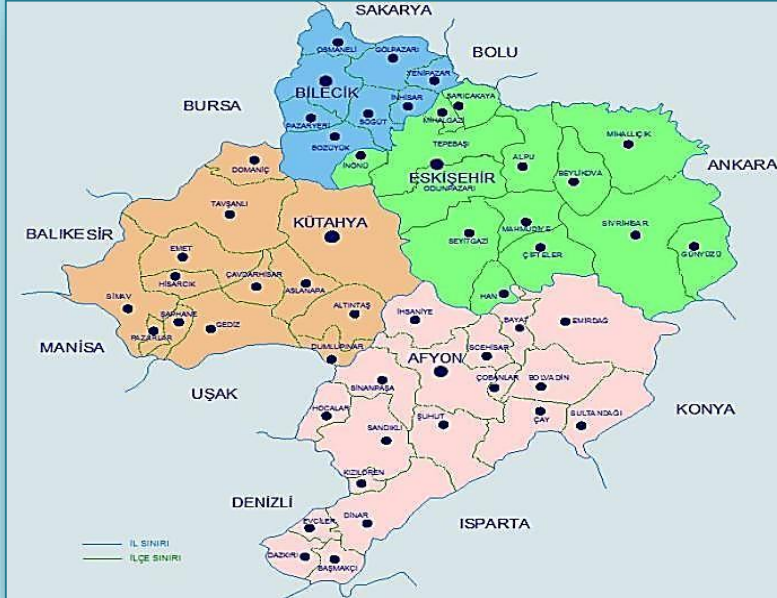 SAKARYA
BOLU
BURSA
ANKARA
BALIKESİR
MANİSA
UŞAK
KONYA
DENİZLİ
ISPARTA
OSMANELİ
GÖLPAZARI
YENİPAZAR
BİLECİK
İNHİSAR
PAZARYERİ
SÖĞÜT
BOZÜYÜK
SARICAKAYA
MİHALGAZİ
TEPEBAŞI
MİHALLIÇIK
İNÖNÜ
ALPU
ESKİŞEHİR
ODUNPAZARI
BEYLİKOVA
SEYİTGAZİ
MAHMUDİYE
SİVRİHİSAR
ÇİFTELER
GÜNYÜZÜ
HAN
DOMANİÇ
TAVŞANLI
KÜTAHYA
EMET
HİSARCIK
ÇAVDARHİSAR
ASLANAPA
SİMAV
ŞAPHANE
PAZARLAR
GEDİZ
ALTINTAŞ
DUMLUPINAR
İHSANİYE
BAYAT
EMİRDAĞ
AFYON
İSCEHİSAR
ÇOBANLAR
BOLVADİN
SİNANPAŞA
HOCALAR
SANDIKLI
ŞUHUT
ÇAY
SULTANDAĞI
KIZILÖREN
EVCİLER
DİNAR
DAZKIRI
BAŞMAKÇI
İL SINIRI
İLÇE SINIRI